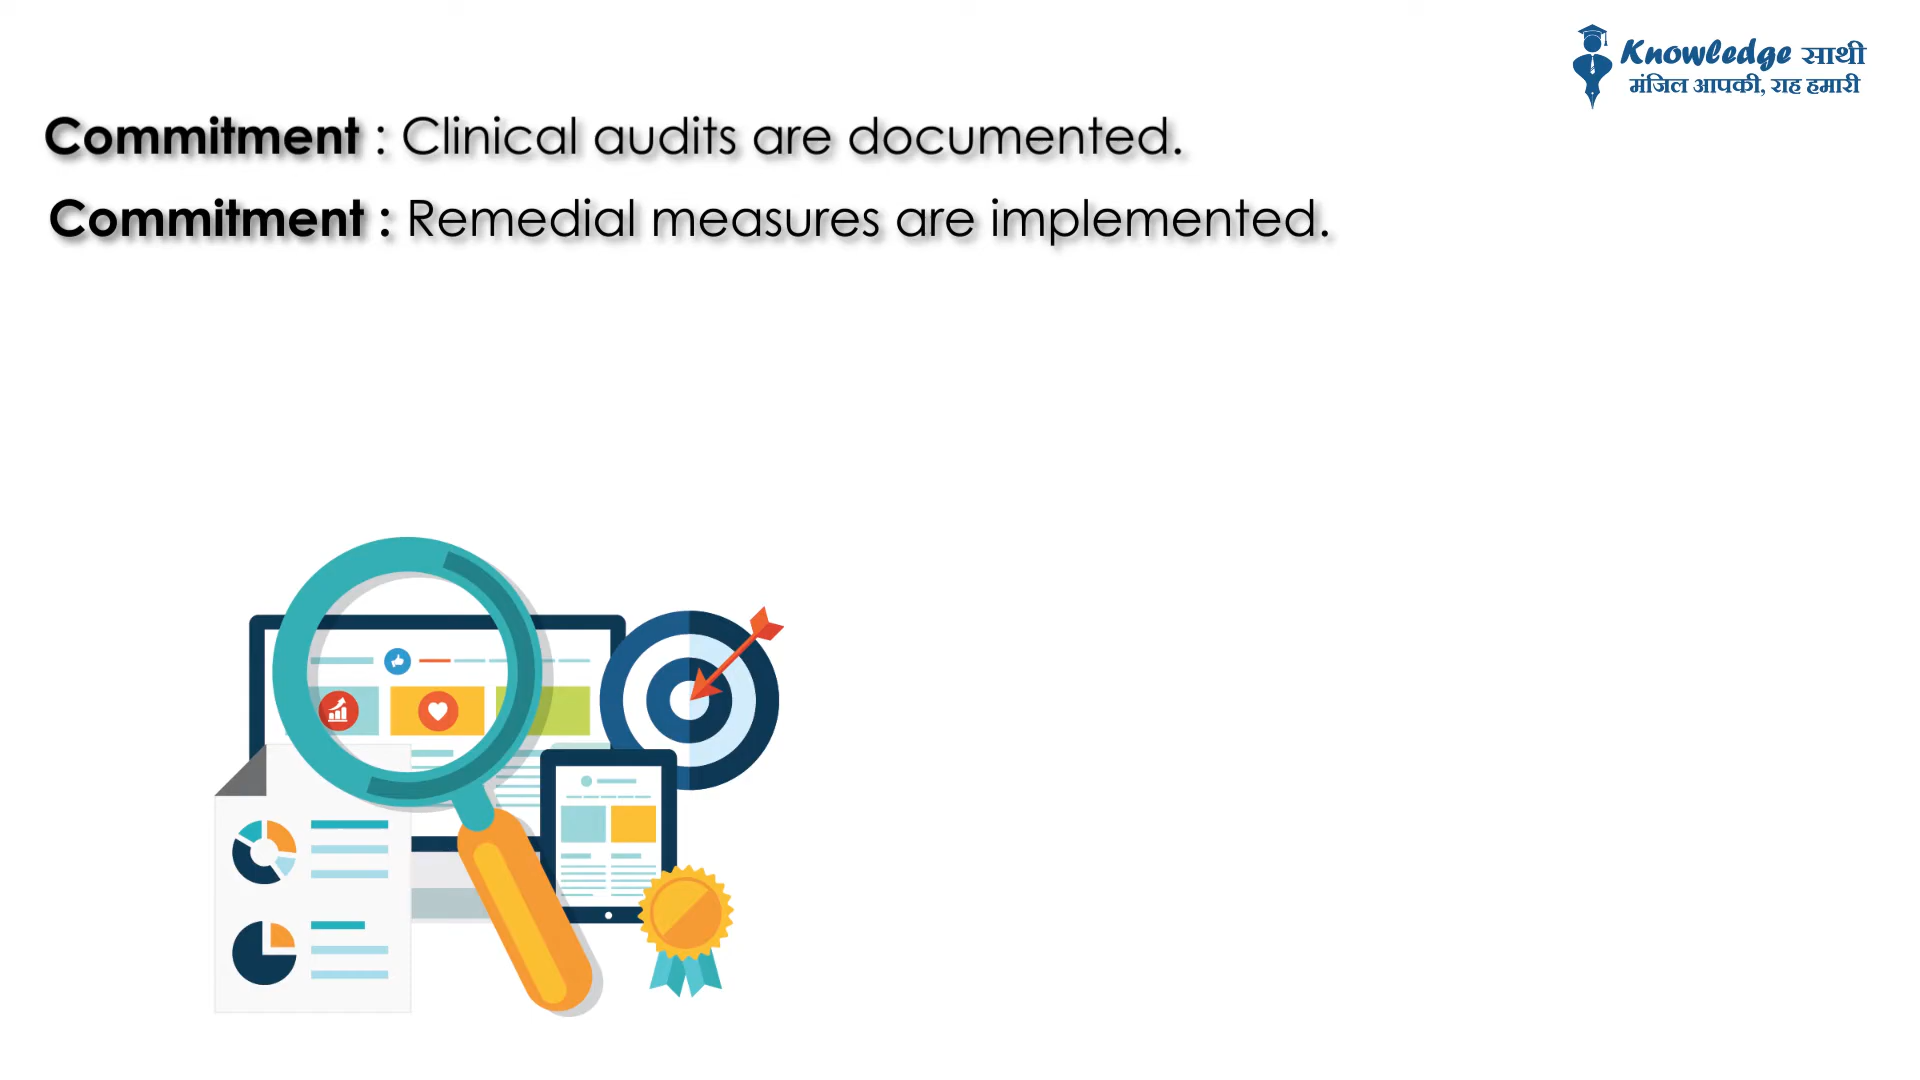 Knowledge साथी
मंजिल आपकी, राह हमारी
Commitment : Clinical audits are documented.
Commitment : Remedial measures are implemented.